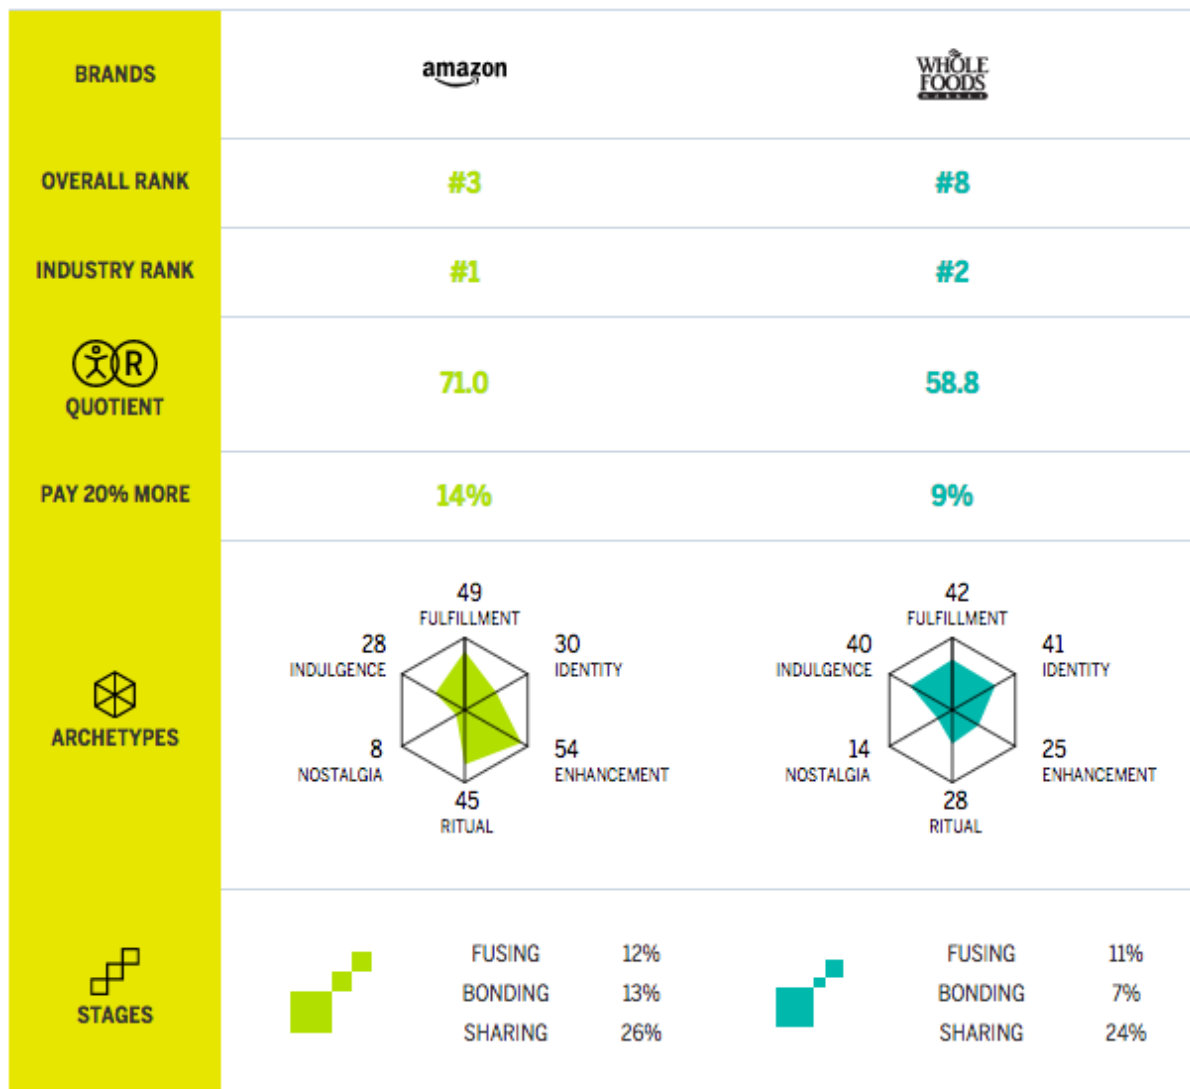 BRANDS
amazon
WHOLE
FOODS
MARKET
OVERALL RANK
#3
#8
INDUSTRY RANK
#1
#2
R
QUOTIENT
71.0
58.8
PAY 20% MORE
14%
9%
ARCHETYPES
49
FULFILLMENT
28
INDULGENCE
30
IDENTITY
8
NOSTALGIA
54
ENHANCEMENT
45
RITUAL
42
FULFILLMENT
40
INDULGENCE
41
IDENTITY
14
NOSTALGIA
25
ENHANCEMENT
28
RITUAL
STAGES
FUSING 12%
BONDING 13%
SHARING 26%
FUSING 11%
BONDING 7%
SHARING 24%